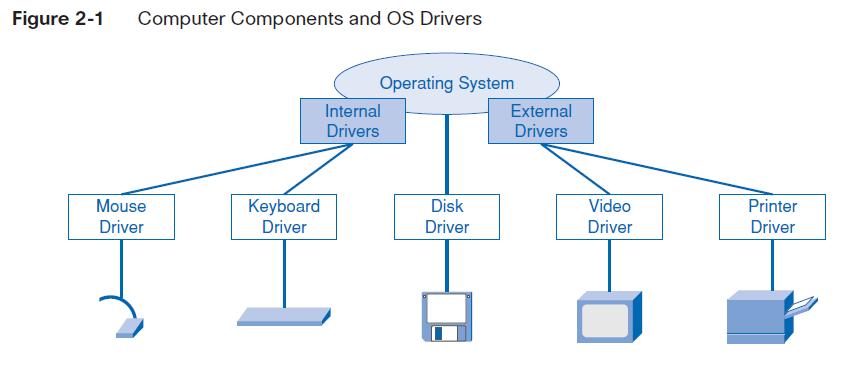 Figure 2-1 Computer Components and OS Drivers
Operating System
Internal
Drivers
External
Drivers
Mouse
Driver
Keyboard
Driver
Disk
Driver
Video
Driver
Printer
Driver